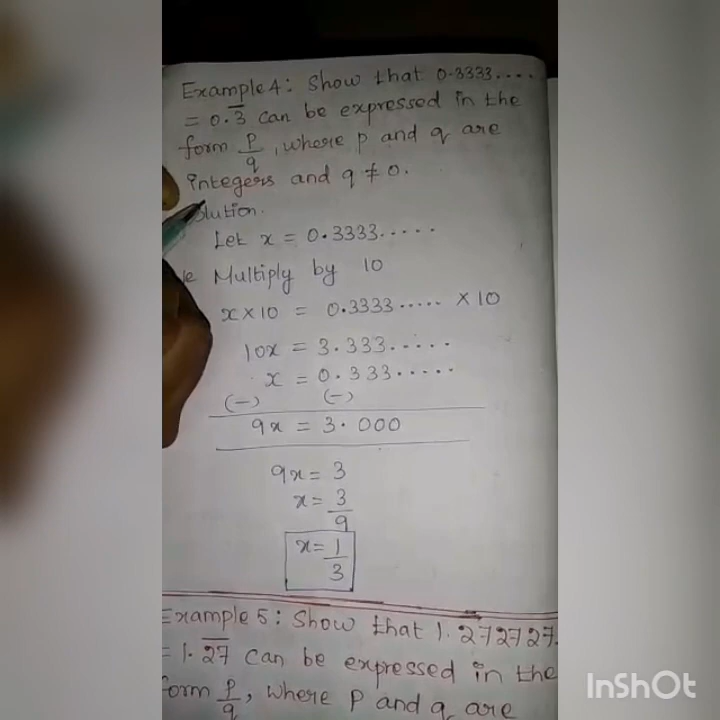 Example 4: Show that 0.3333....
= 0.3̅ can be expressed in the
form p/q, where p and q are
integers and q ≠ 0.
olution.
Let x = 0.3333.....
e Multiply by 10
x × 10 = 0.3333..... × 10
10x = 3.333.....
x = 0.333.....
(-) (-)
9x = 3.000
9x = 3
x = 3/9
x = 1/3
Example 5: Show that 1.272727.
= 1.2̅7̅ can be expressed in the
form p/q, where p and q are
InShOt